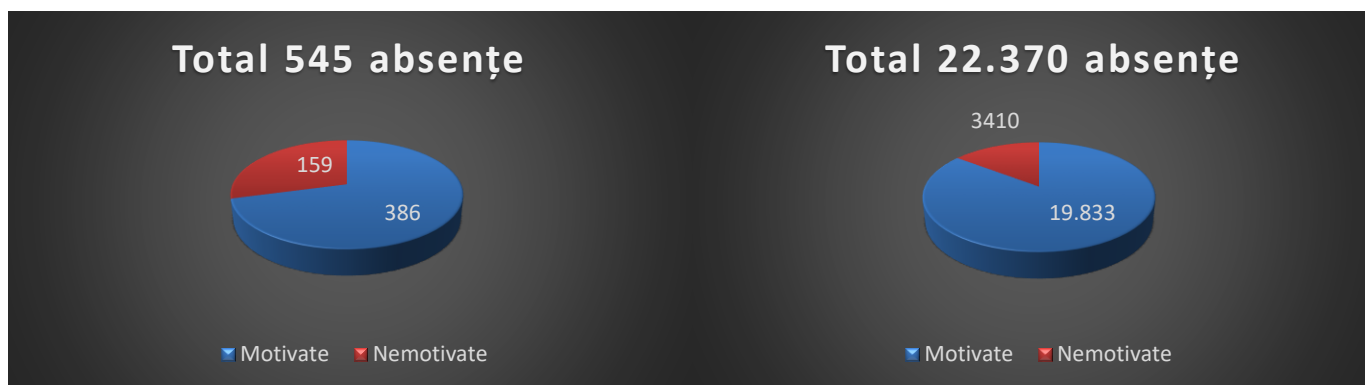 Total 545 absențe
159
386
Motivate Nemotivate
Total 22.370 absențe
3410
19.833
Motivate Nemotivate